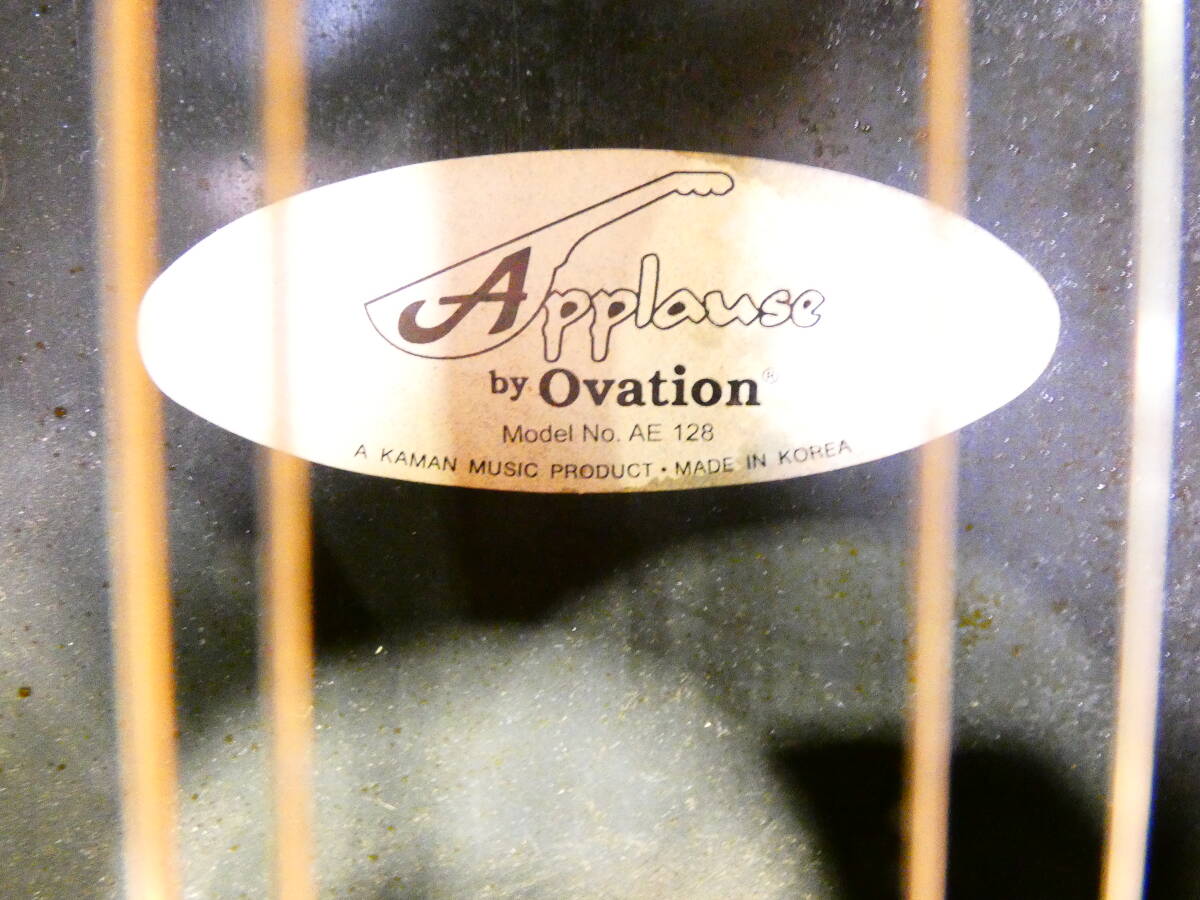 Applause
by Ovation®
Model No. AE 128
A KAMAN MUSIC PRODUCT • MADE IN KOREA